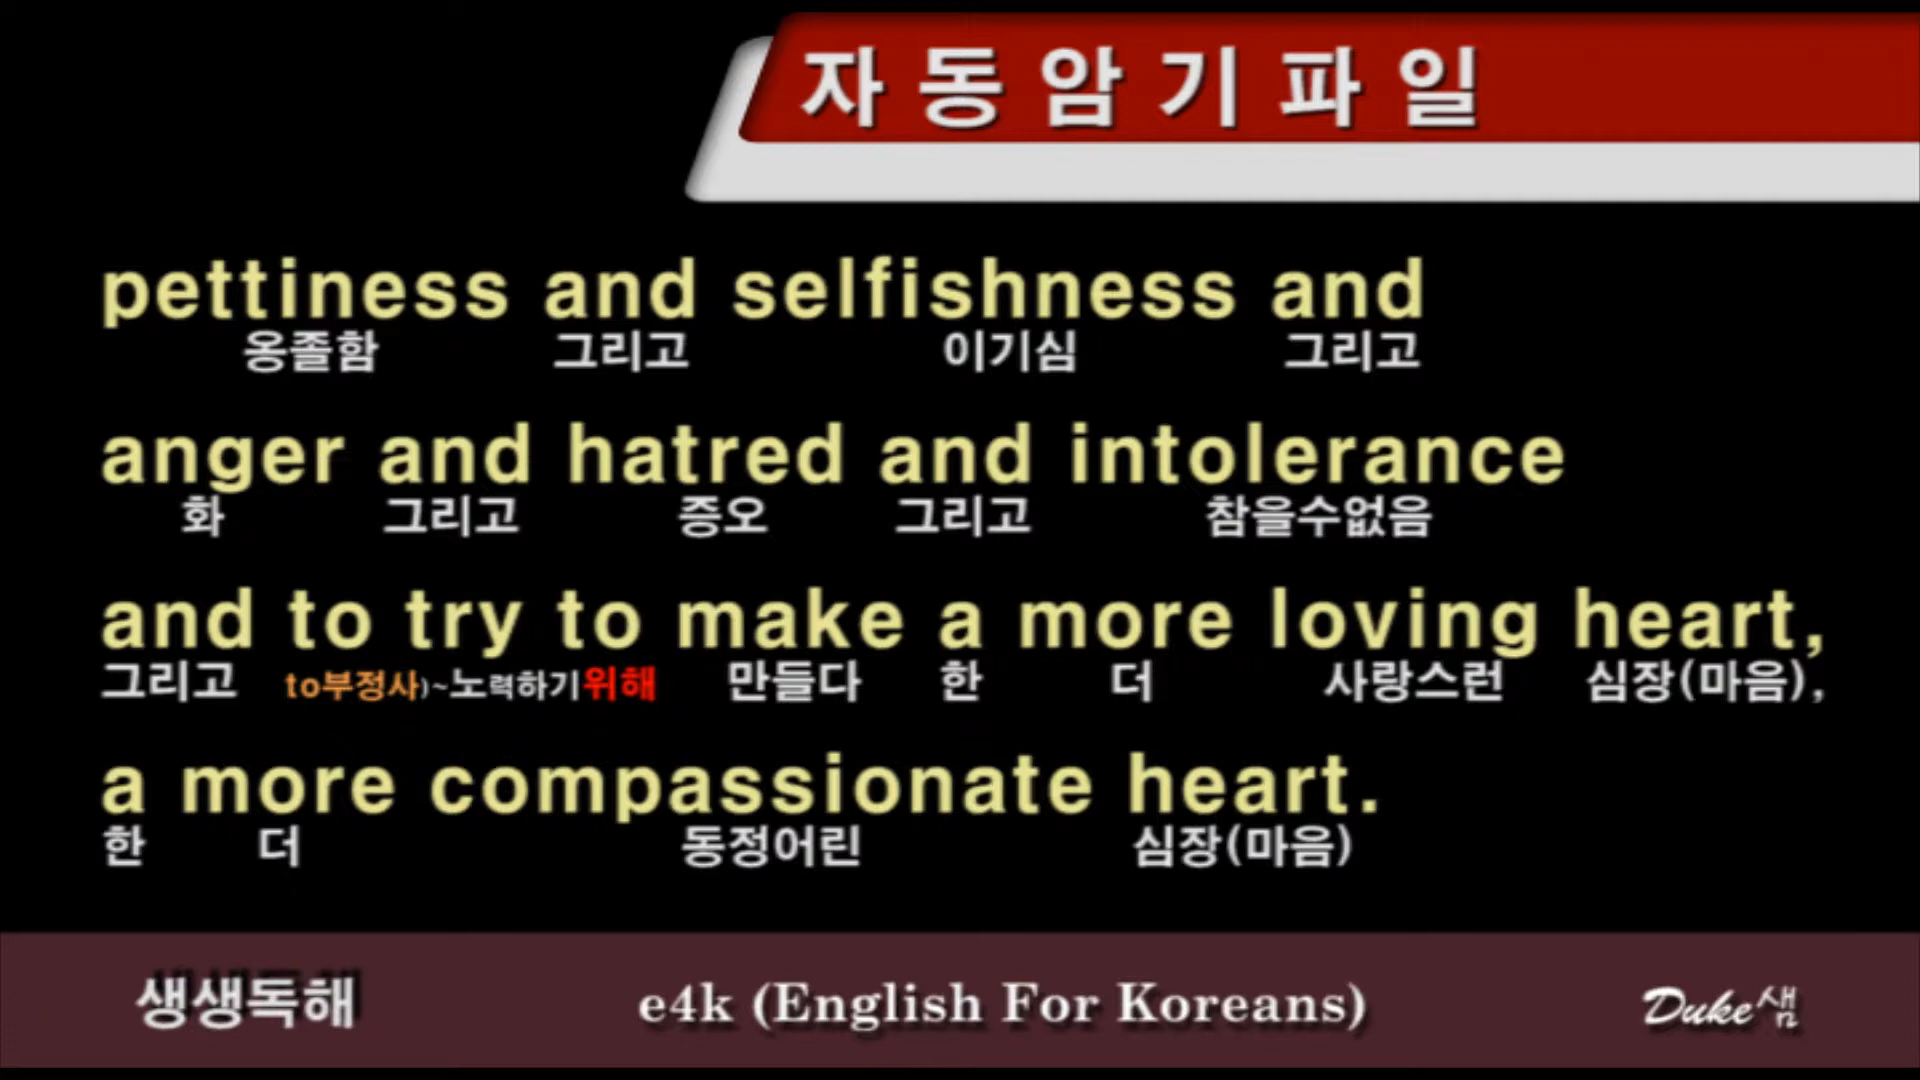 자동암기파일
pettiness and selfishness and
옹졸함 그리고 이기심 그리고
anger and hatred and intolerance
화 그리고 증오 그리고 참을수없음
and to try to make a more loving heart,
그리고 to부정사)~노력하기위해 만들다 한 더 사랑스런 심장(마음),
a more compassionate heart.
한 더 동정어린 심장(마음)
생생독해 e4k (English For Koreans) Duke샘